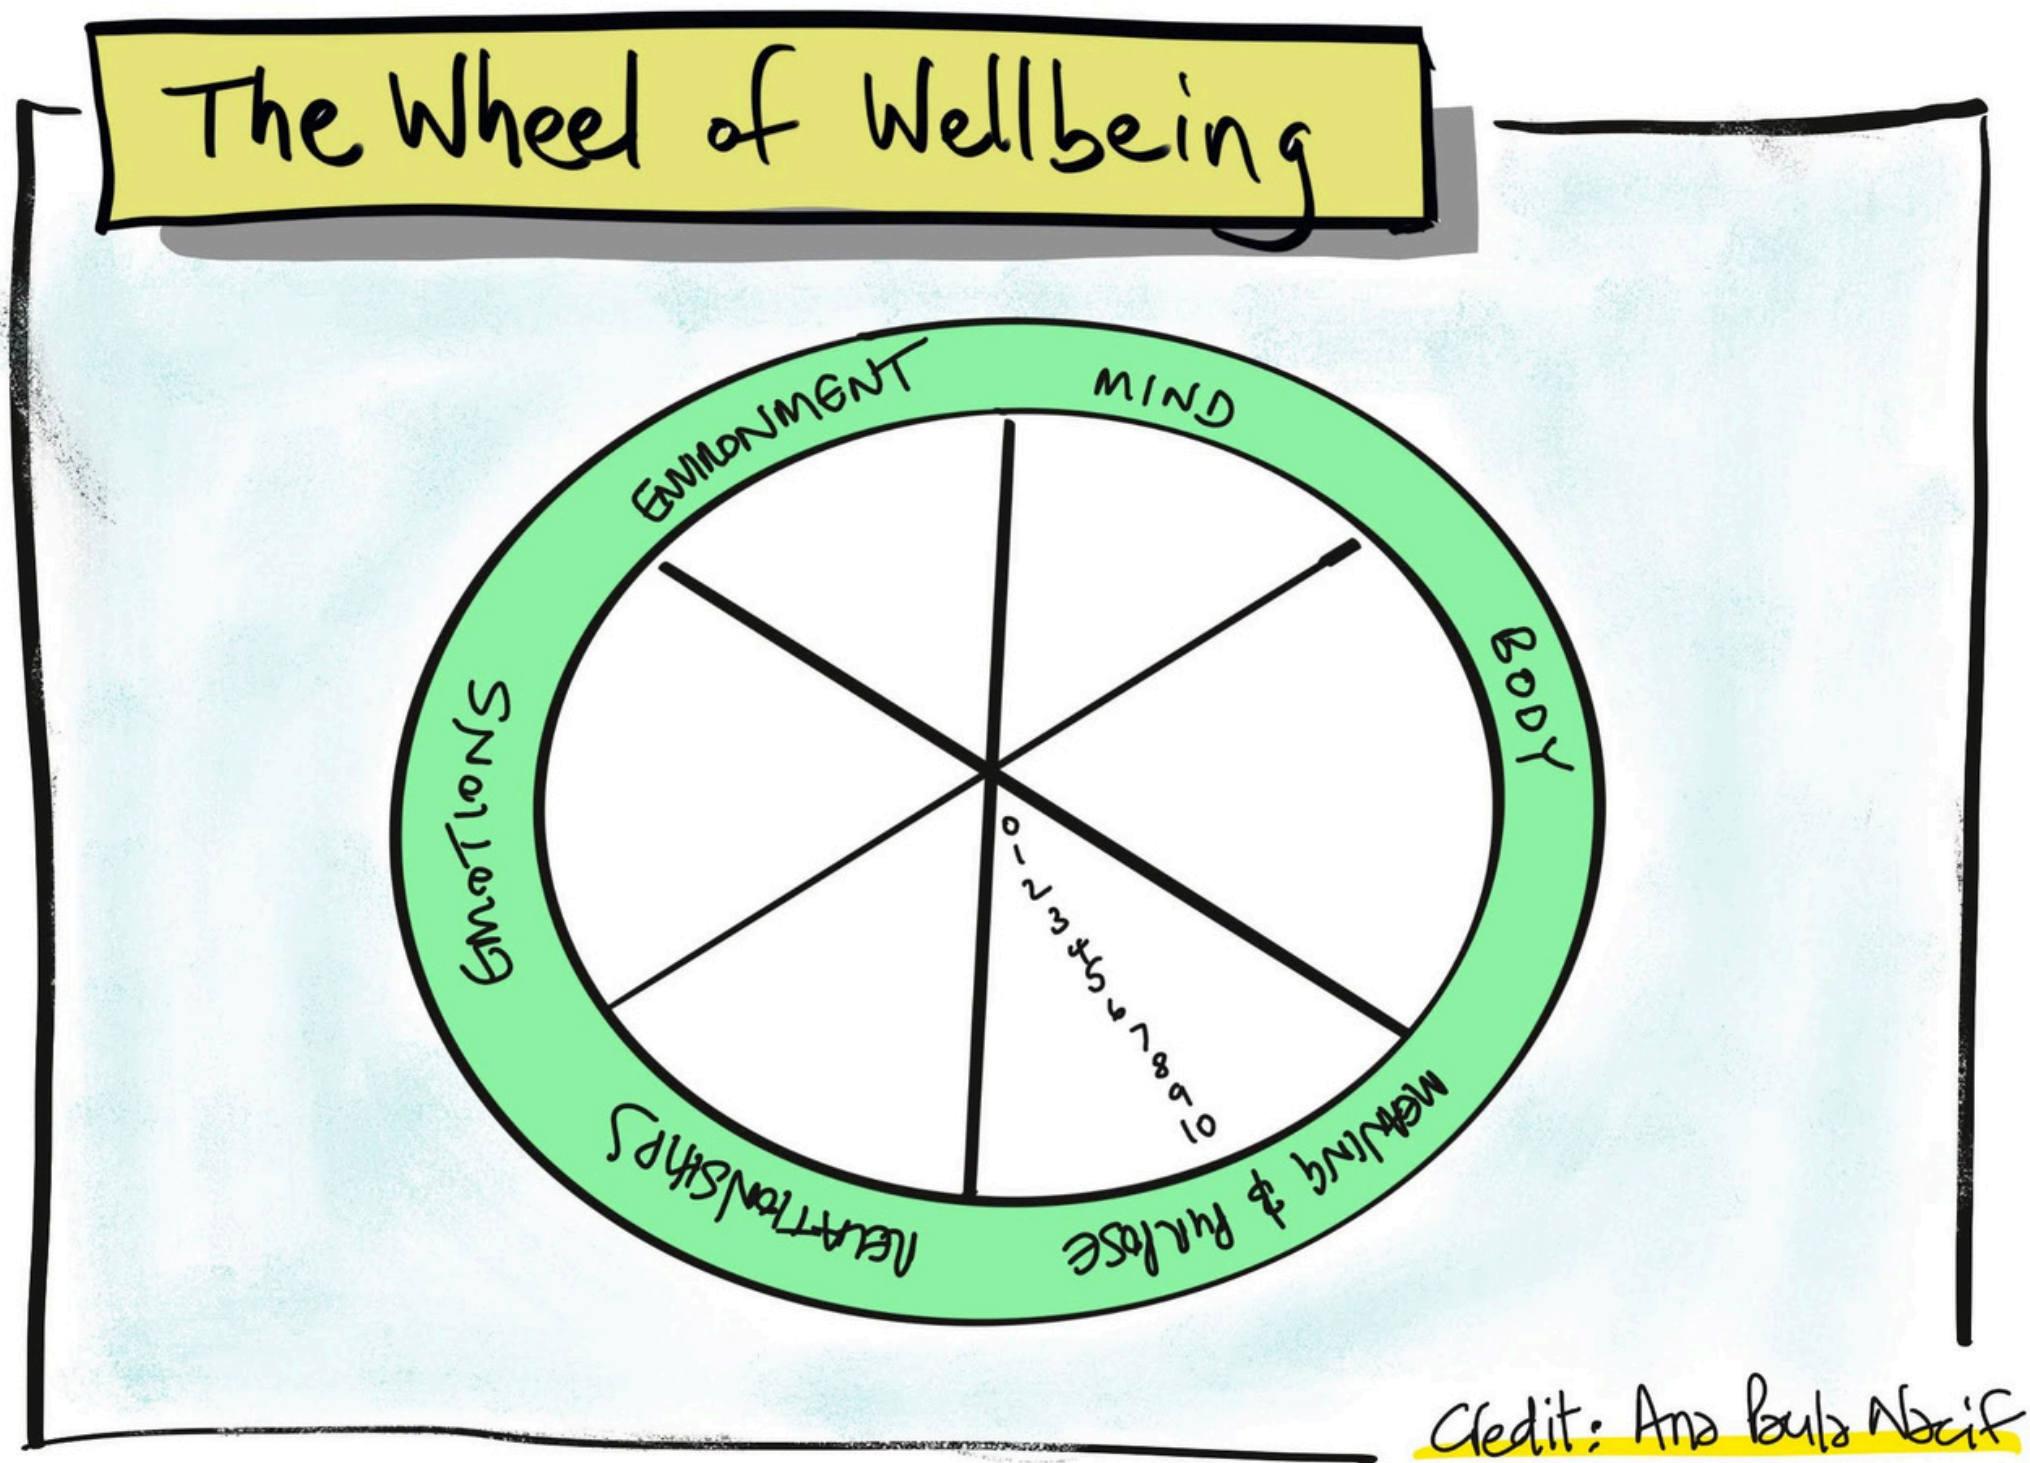 The Wheel of Wellbeing
ENVIRONMENT
MIND
BODY
MEANING & PURPOSE
RELATIONSHIPS
EMOTIONS
0
1
2
3
4
5
6
7
8
9
10
Credit: Ana Paula Nacif